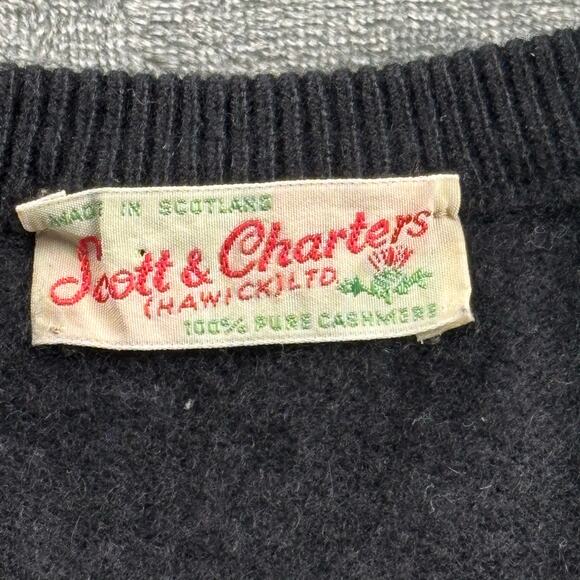 MADE IN SCOTLAND
Scott & Charters
(HAWICK) LTD
100% PURE CASHMERE